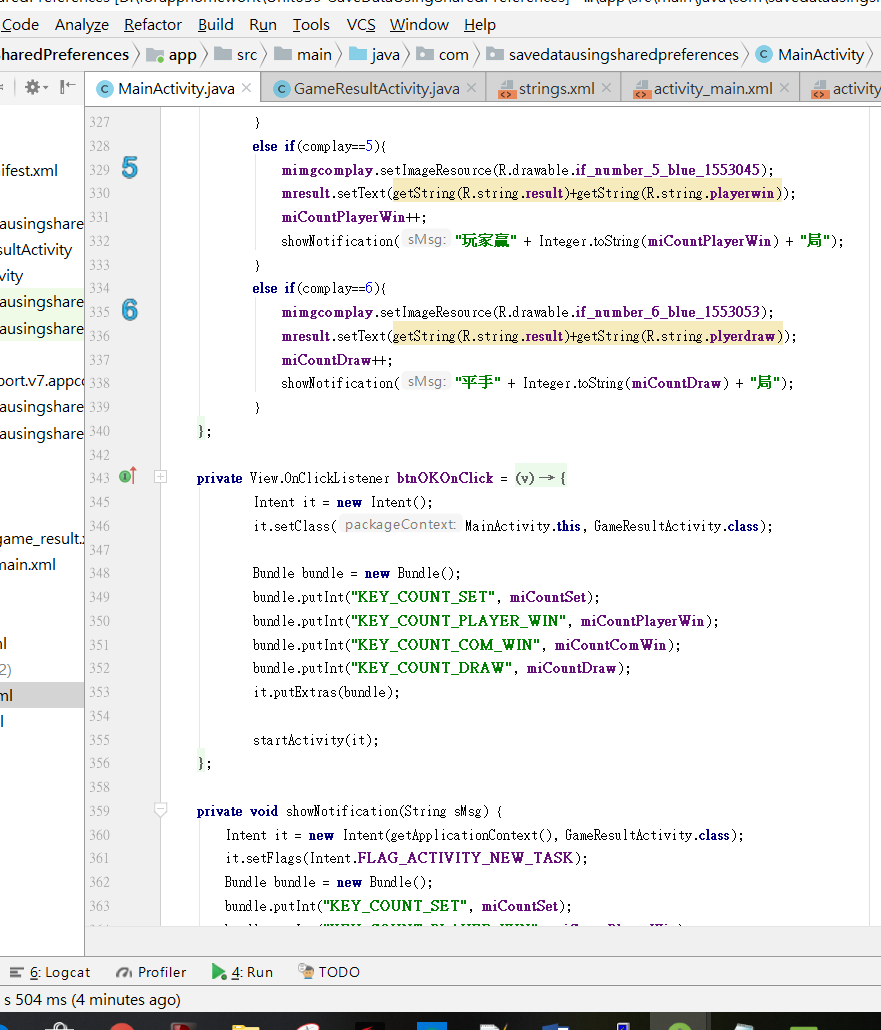 Code Analyze Refactor Build Run Tools VCS Window Help
SharedPreferences app src main java com savedatausingsharedpreferences MainActivity
MainActivity.java GameResultActivity.java strings.xml activity_main.xml activity
ifest.xml
ausingshare
sultActivity
vity
ausingshare
ausingshare
port.v7.appco
ausingshare
ausingshare
game_result.
main.xml
ml
2)
ml
l
327 }
328 else if(complay==5){
329 mimgcomplay.setImageResource(R.drawable.if_number_5_blue_1553045);
330 mresult.setText(getString(R.string.result)+getString(R.string.playerwin));
331 miCountPlayerWin++;
332 showNotification( sMsg: "玩家贏" + Integer.toString(miCountPlayerWin) + "局");
333 }
334 else if(complay==6){
335 mimgcomplay.setImageResource(R.drawable.if_number_6_blue_1553053);
336 mresult.setText(getString(R.string.result)+getString(R.string.plyerdraw));
337 miCountDraw++;
338 showNotification( sMsg: "平手" + Integer.toString(miCountDraw) + "局");
339 }
340 };
342
343 private View.OnClickListener btnOKOnClick = (v) → {
345 Intent it = new Intent();
346 it.setClass( packageContext: MainActivity.this, GameResultActivity.class);
347
348 Bundle bundle = new Bundle();
349 bundle.putInt("KEY_COUNT_SET", miCountSet);
350 bundle.putInt("KEY_COUNT_PLAYER_WIN", miCountPlayerWin);
351 bundle.putInt("KEY_COUNT_COM_WIN", miCountComWin);
352 bundle.putInt("KEY_COUNT_DRAW", miCountDraw);
353 it.putExtras(bundle);
354
355 startActivity(it);
356 };
358
359 private void showNotification(String sMsg) {
360 Intent it = new Intent(getApplicationContext(), GameResultActivity.class);
361 it.setFlags(Intent.FLAG_ACTIVITY_NEW_TASK);
362 Bundle bundle = new Bundle();
363 bundle.putInt("KEY_COUNT_SET", miCountSet);
6: Logcat Profiler 4: Run TODO
s 504 ms (4 minutes ago)